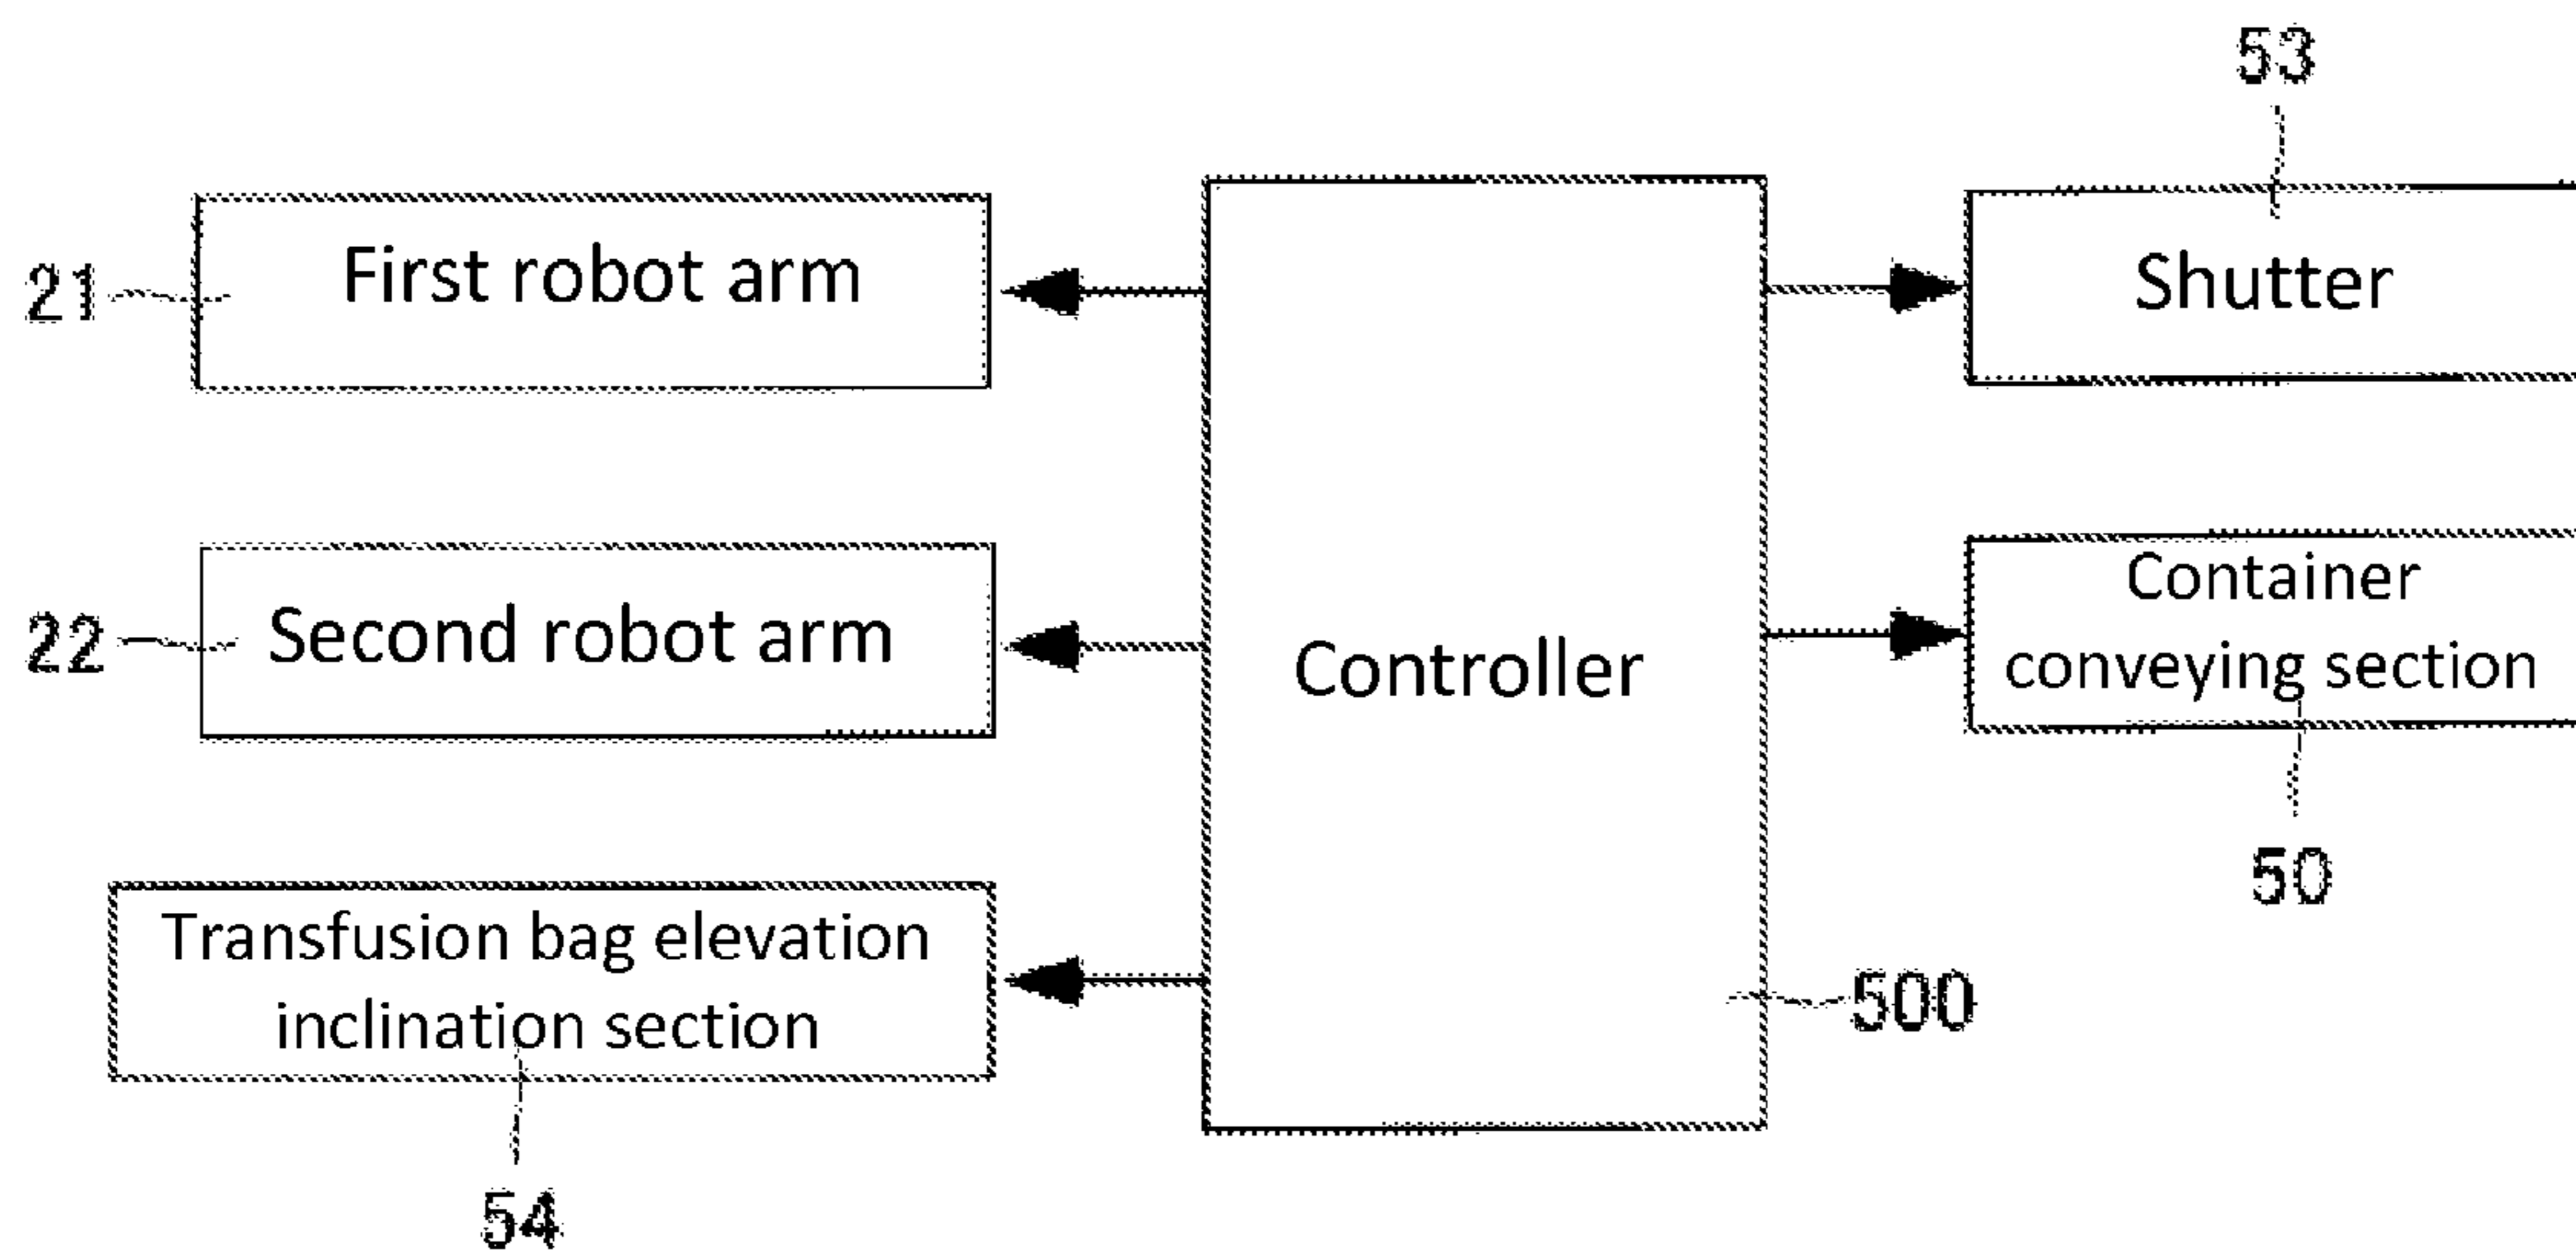 53
21
First robot arm
Shutter
22
Second robot arm
Controller
Container
conveying section
50
500
Transfusion bag elevation
inclination section
54